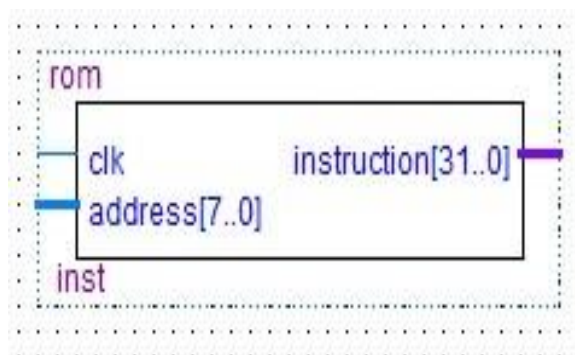 rom
clk instruction[31..0]
address[7..0]
inst